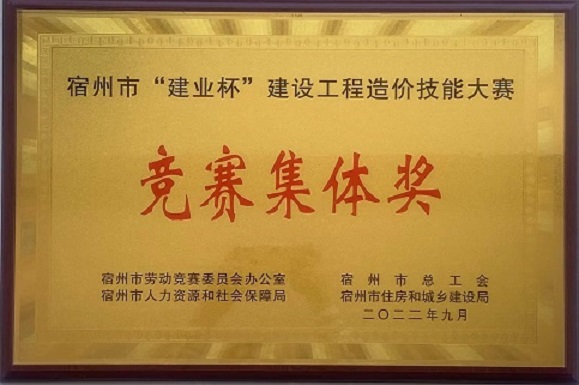 宿州市“建业杯”建设工程造价技能大赛
竞赛集体奖
宿州市劳动竞赛委员会办公室 宿州市总工会
宿州市人力资源和社会保障局 宿州市住房和城乡建设局
二〇二二年九月